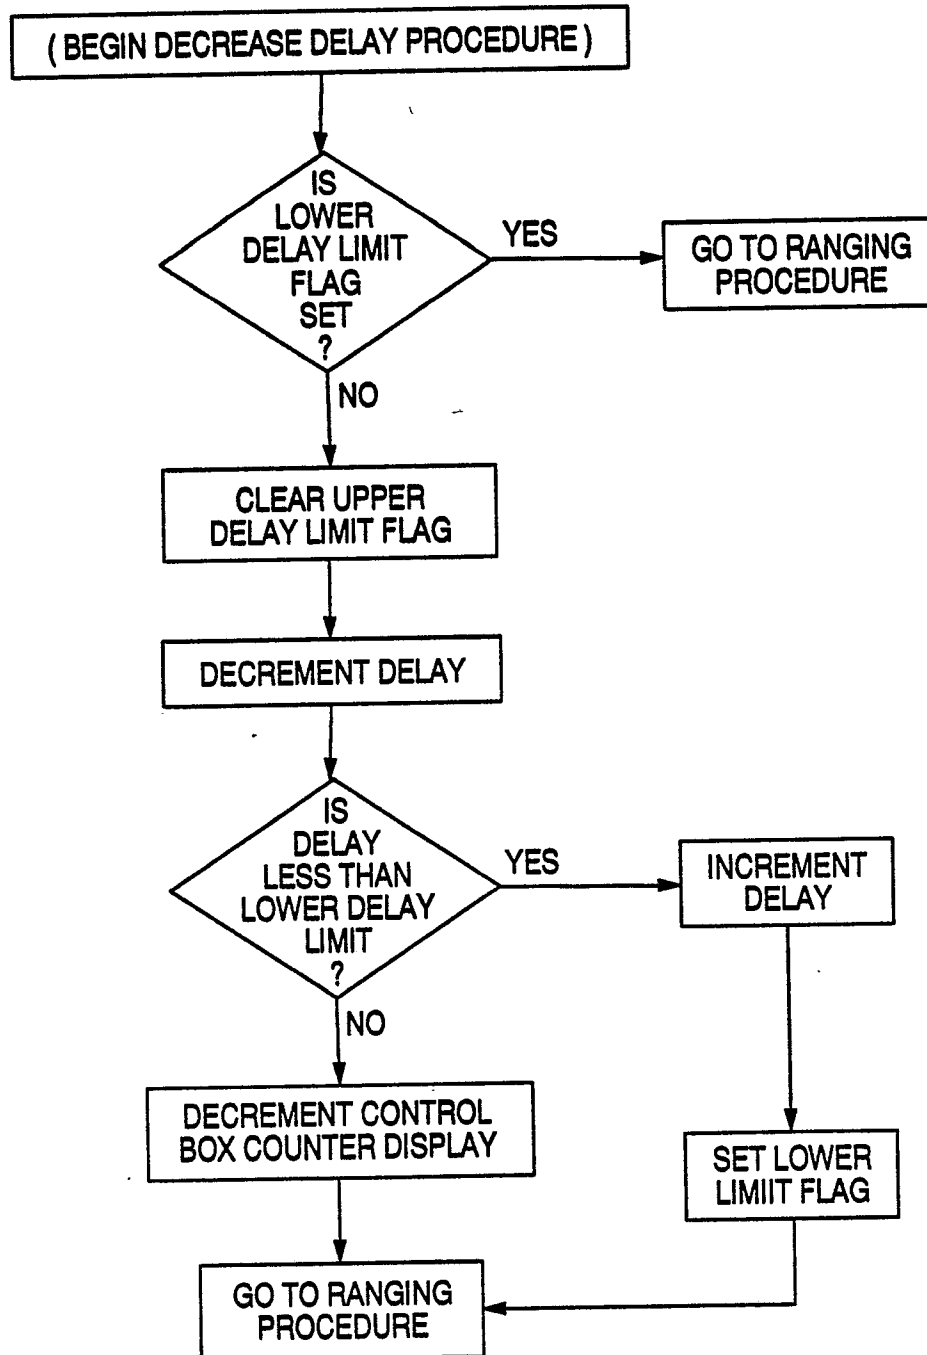 ( BEGIN DECREASE DELAY PROCEDURE )
IS
LOWER
DELAY LIMIT
FLAG
SET
?
YES
GO TO RANGING
PROCEDURE
NO
CLEAR UPPER
DELAY LIMIT FLAG
DECREMENT DELAY
IS
DELAY
LESS THAN
LOWER DELAY
LIMIT
?
YES
INCREMENT
DELAY
NO
DECREMENT CONTROL
BOX COUNTER DISPLAY
SET LOWER
LIMIIT FLAG
GO TO RANGING
PROCEDURE